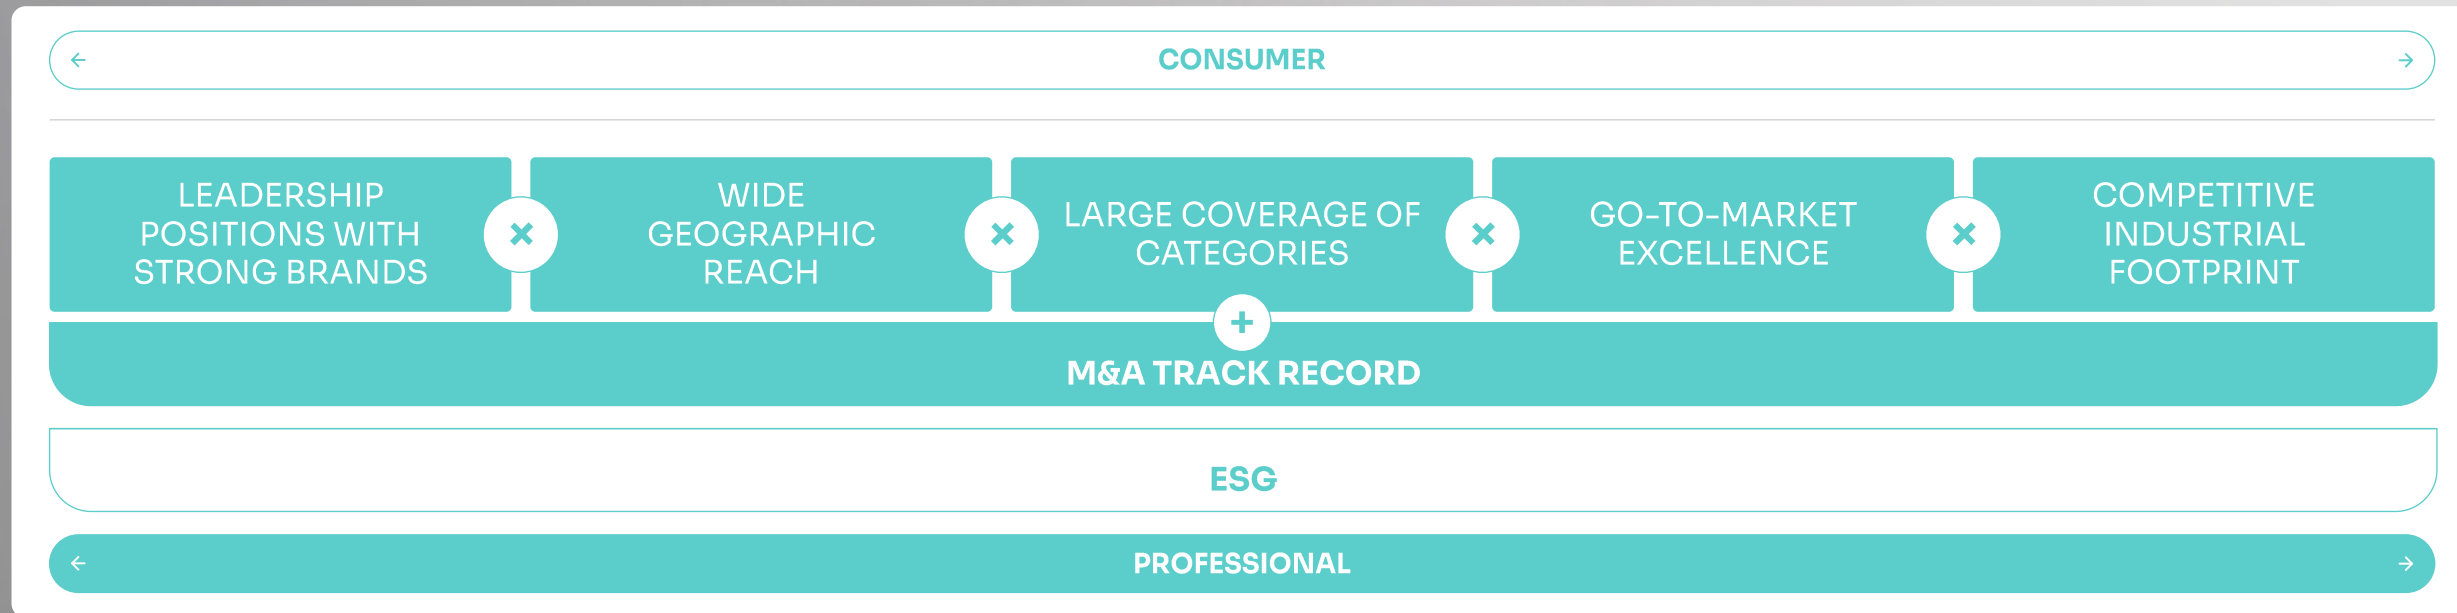 CONSUMER
LEADERSHIP
POSITIONS WITH
STRONG BRANDS
WIDE
GEOGRAPHIC
REACH
LARGE COVERAGE OF
CATEGORIES
GO-TO-MARKET
EXCELLENCE
COMPETITIVE
INDUSTRIAL
FOOTPRINT
M&A TRACK RECORD
ESG
PROFESSIONAL